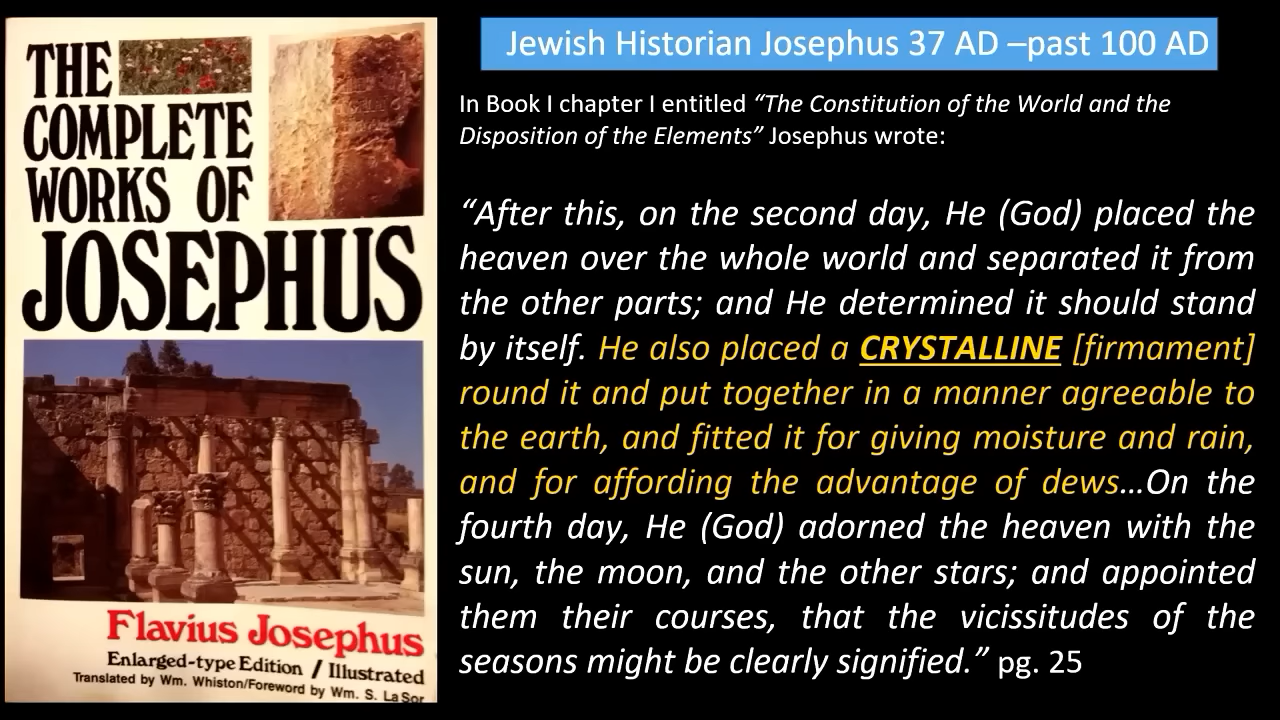 THE
COMPLETE
WORKS OF
JOSEPHUS
Flavius Josephus
Enlarged-type Edition / Illustrated
Translated by Wm. Whiston/Foreword by Wm. S. LaSor
Jewish Historian Josephus 37 AD –past 100 AD
In Book I chapter I entitled “The Constitution of the World and the
Disposition of the Elements” Josephus wrote:
“After this, on the second day, He (God) placed the
heaven over the whole world and separated it from
the other parts; and He determined it should stand
by itself. He also placed a CRYSTALLINE [firmament]
round it and put together in a manner agreeable to
the earth, and fitted it for giving moisture and rain,
and for affording the advantage of dews…On the
fourth day, He (God) adorned the heaven with the
sun, the moon, and the other stars; and appointed
them their courses, that the vicissitudes of the
seasons might be clearly signified.” pg. 25